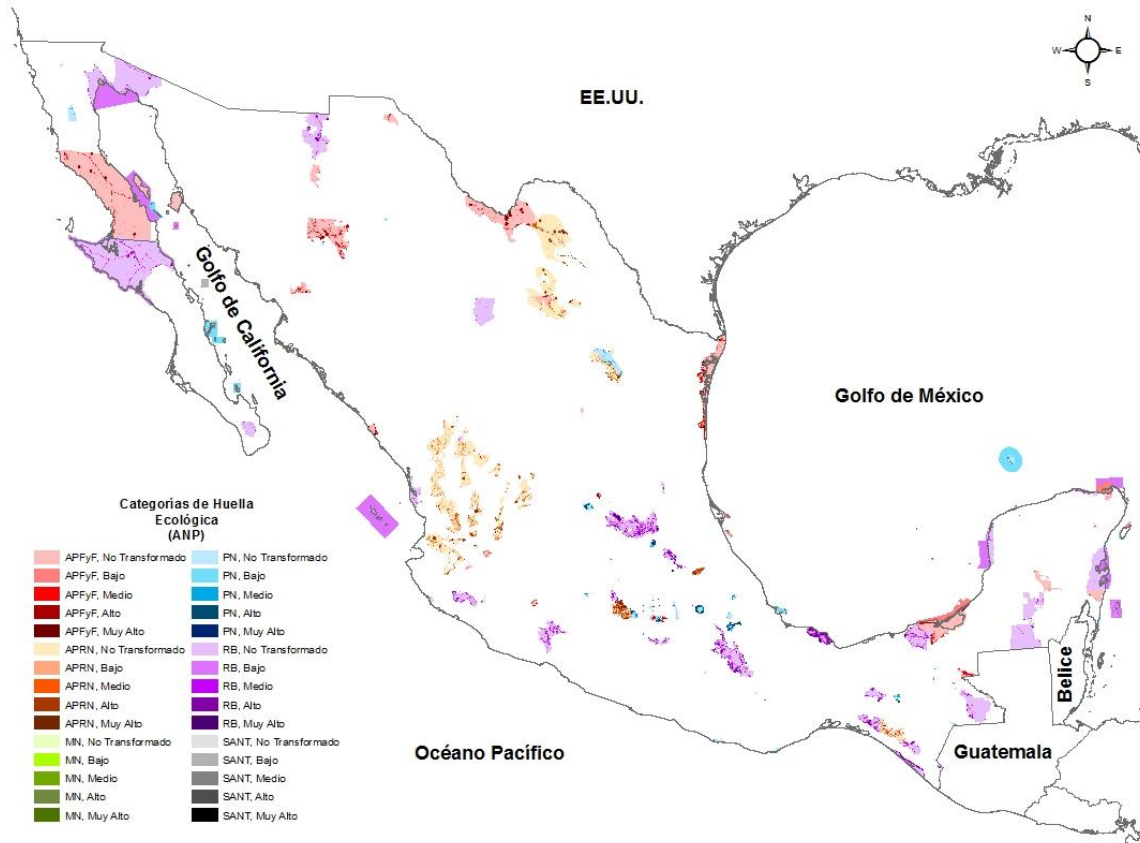 N
W E
S
EE.UU.
Golfo de California
Golfo de México
Categorías de Huella
Ecológica
(ANP)
APFyF, No Transformado
APFyF, Bajo
APFyF, Medio
APFyF, Alto
APFyF, Muy Alto
APRN, No Transformado
APRN, Bajo
APRN, Medio
APRN, Alto
APRN, Muy Alto
MN, No Transformado
MN, Bajo
MN, Medio
MN, Alto
MN, Muy Alto
PN, No Transformado
PN, Bajo
PN, Medio
PN, Alto
PN, Muy Alto
RB, No Transformado
RB, Bajo
RB, Medio
RB, Alto
RB, Muy Alto
SANT, No Transformado
SANT, Bajo
SANT, Medio
SANT, Alto
SANT, Muy Alto
Belice
Océano Pacífico
Guatemala